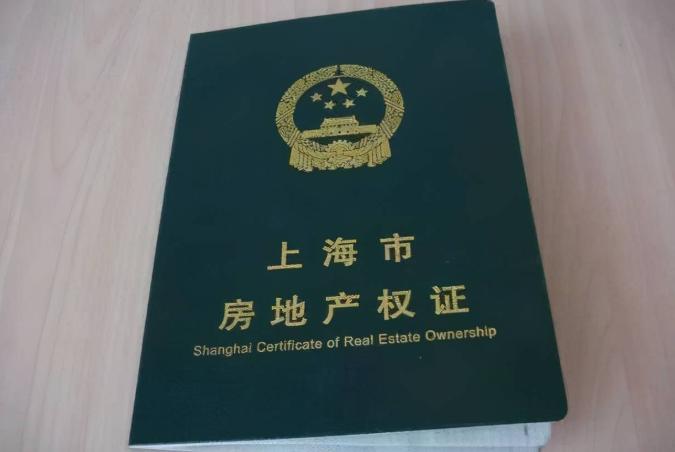 上海市
房地产权证
Shanghai Certificate of Real Estate Ownership